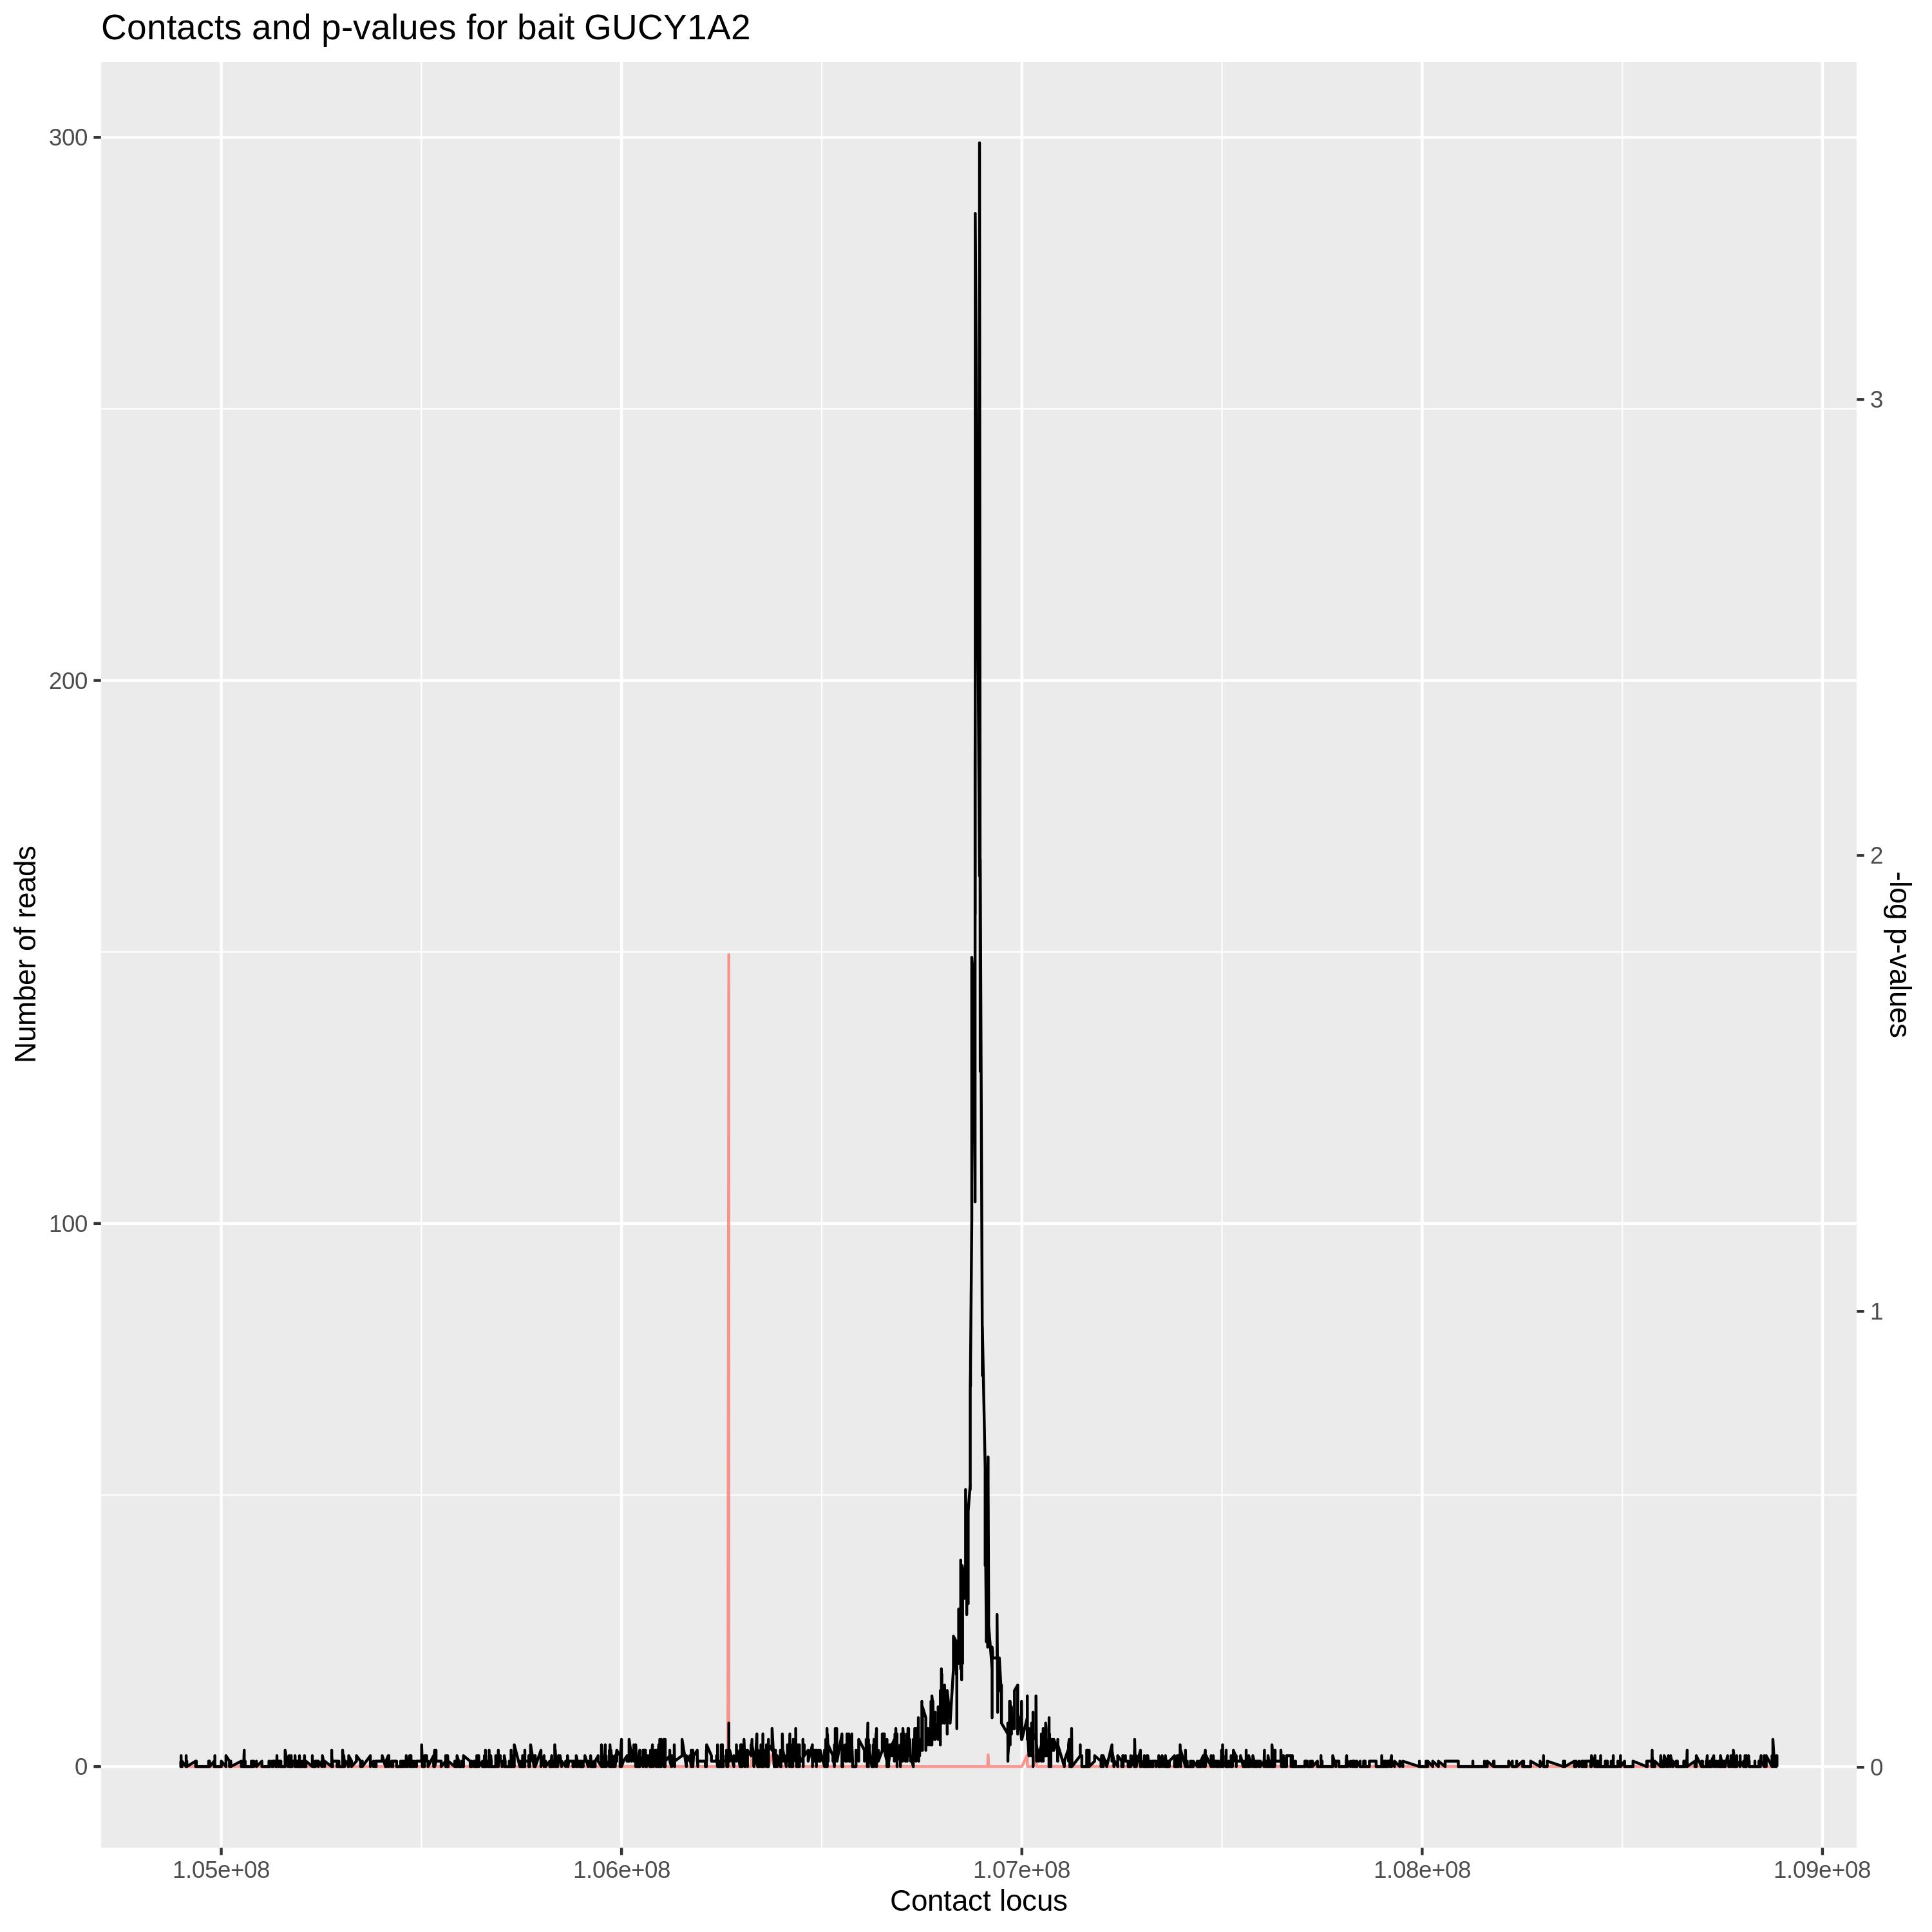 Contacts and p-values for bait GUCY1A2
300
200
100
0
Number of reads
3
2
1
0
-log p-values
1.05e+08
1.06e+08
1.07e+08
1.08e+08
1.09e+08
Contact locus